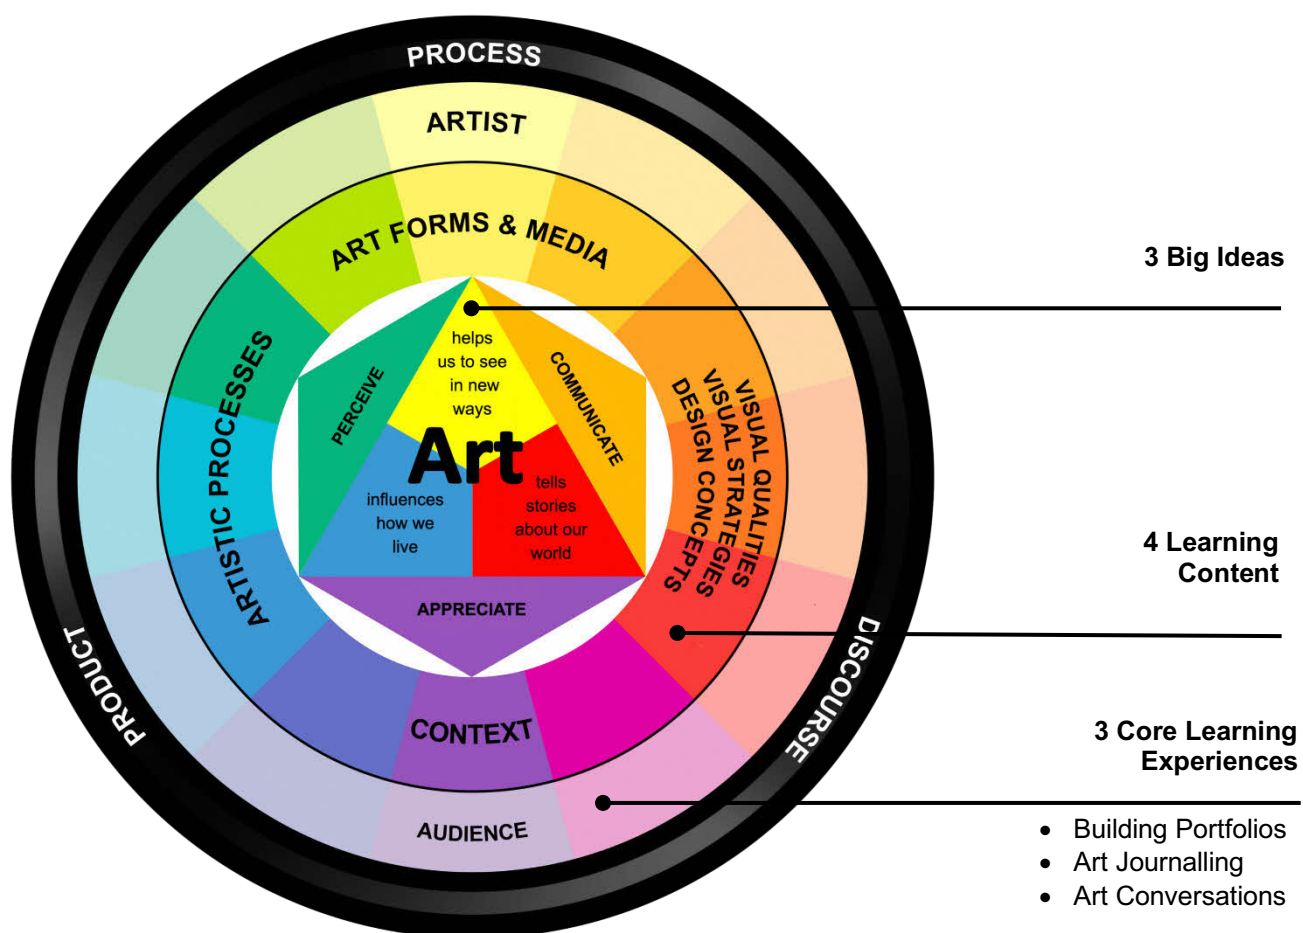 PROCESS
ARTIST
ART FORMS & MEDIA
3 Big Ideas
helps
us to see
in new
ways
PERCEIVE
COMMUNICATE
Art
influences
how we
live
tells
stories
about our
world
APPRECIATE
ARTISTIC PROCESSES
VISUAL QUALITIES
VISUAL STRATEGIES
DESIGN CONCEPTS
4 Learning
Content
PRODUCT
DISCOURSE
CONTEXT
AUDIENCE
3 Core Learning
Experiences
• Building Portfolios
• Art Journalling
• Art Conversations